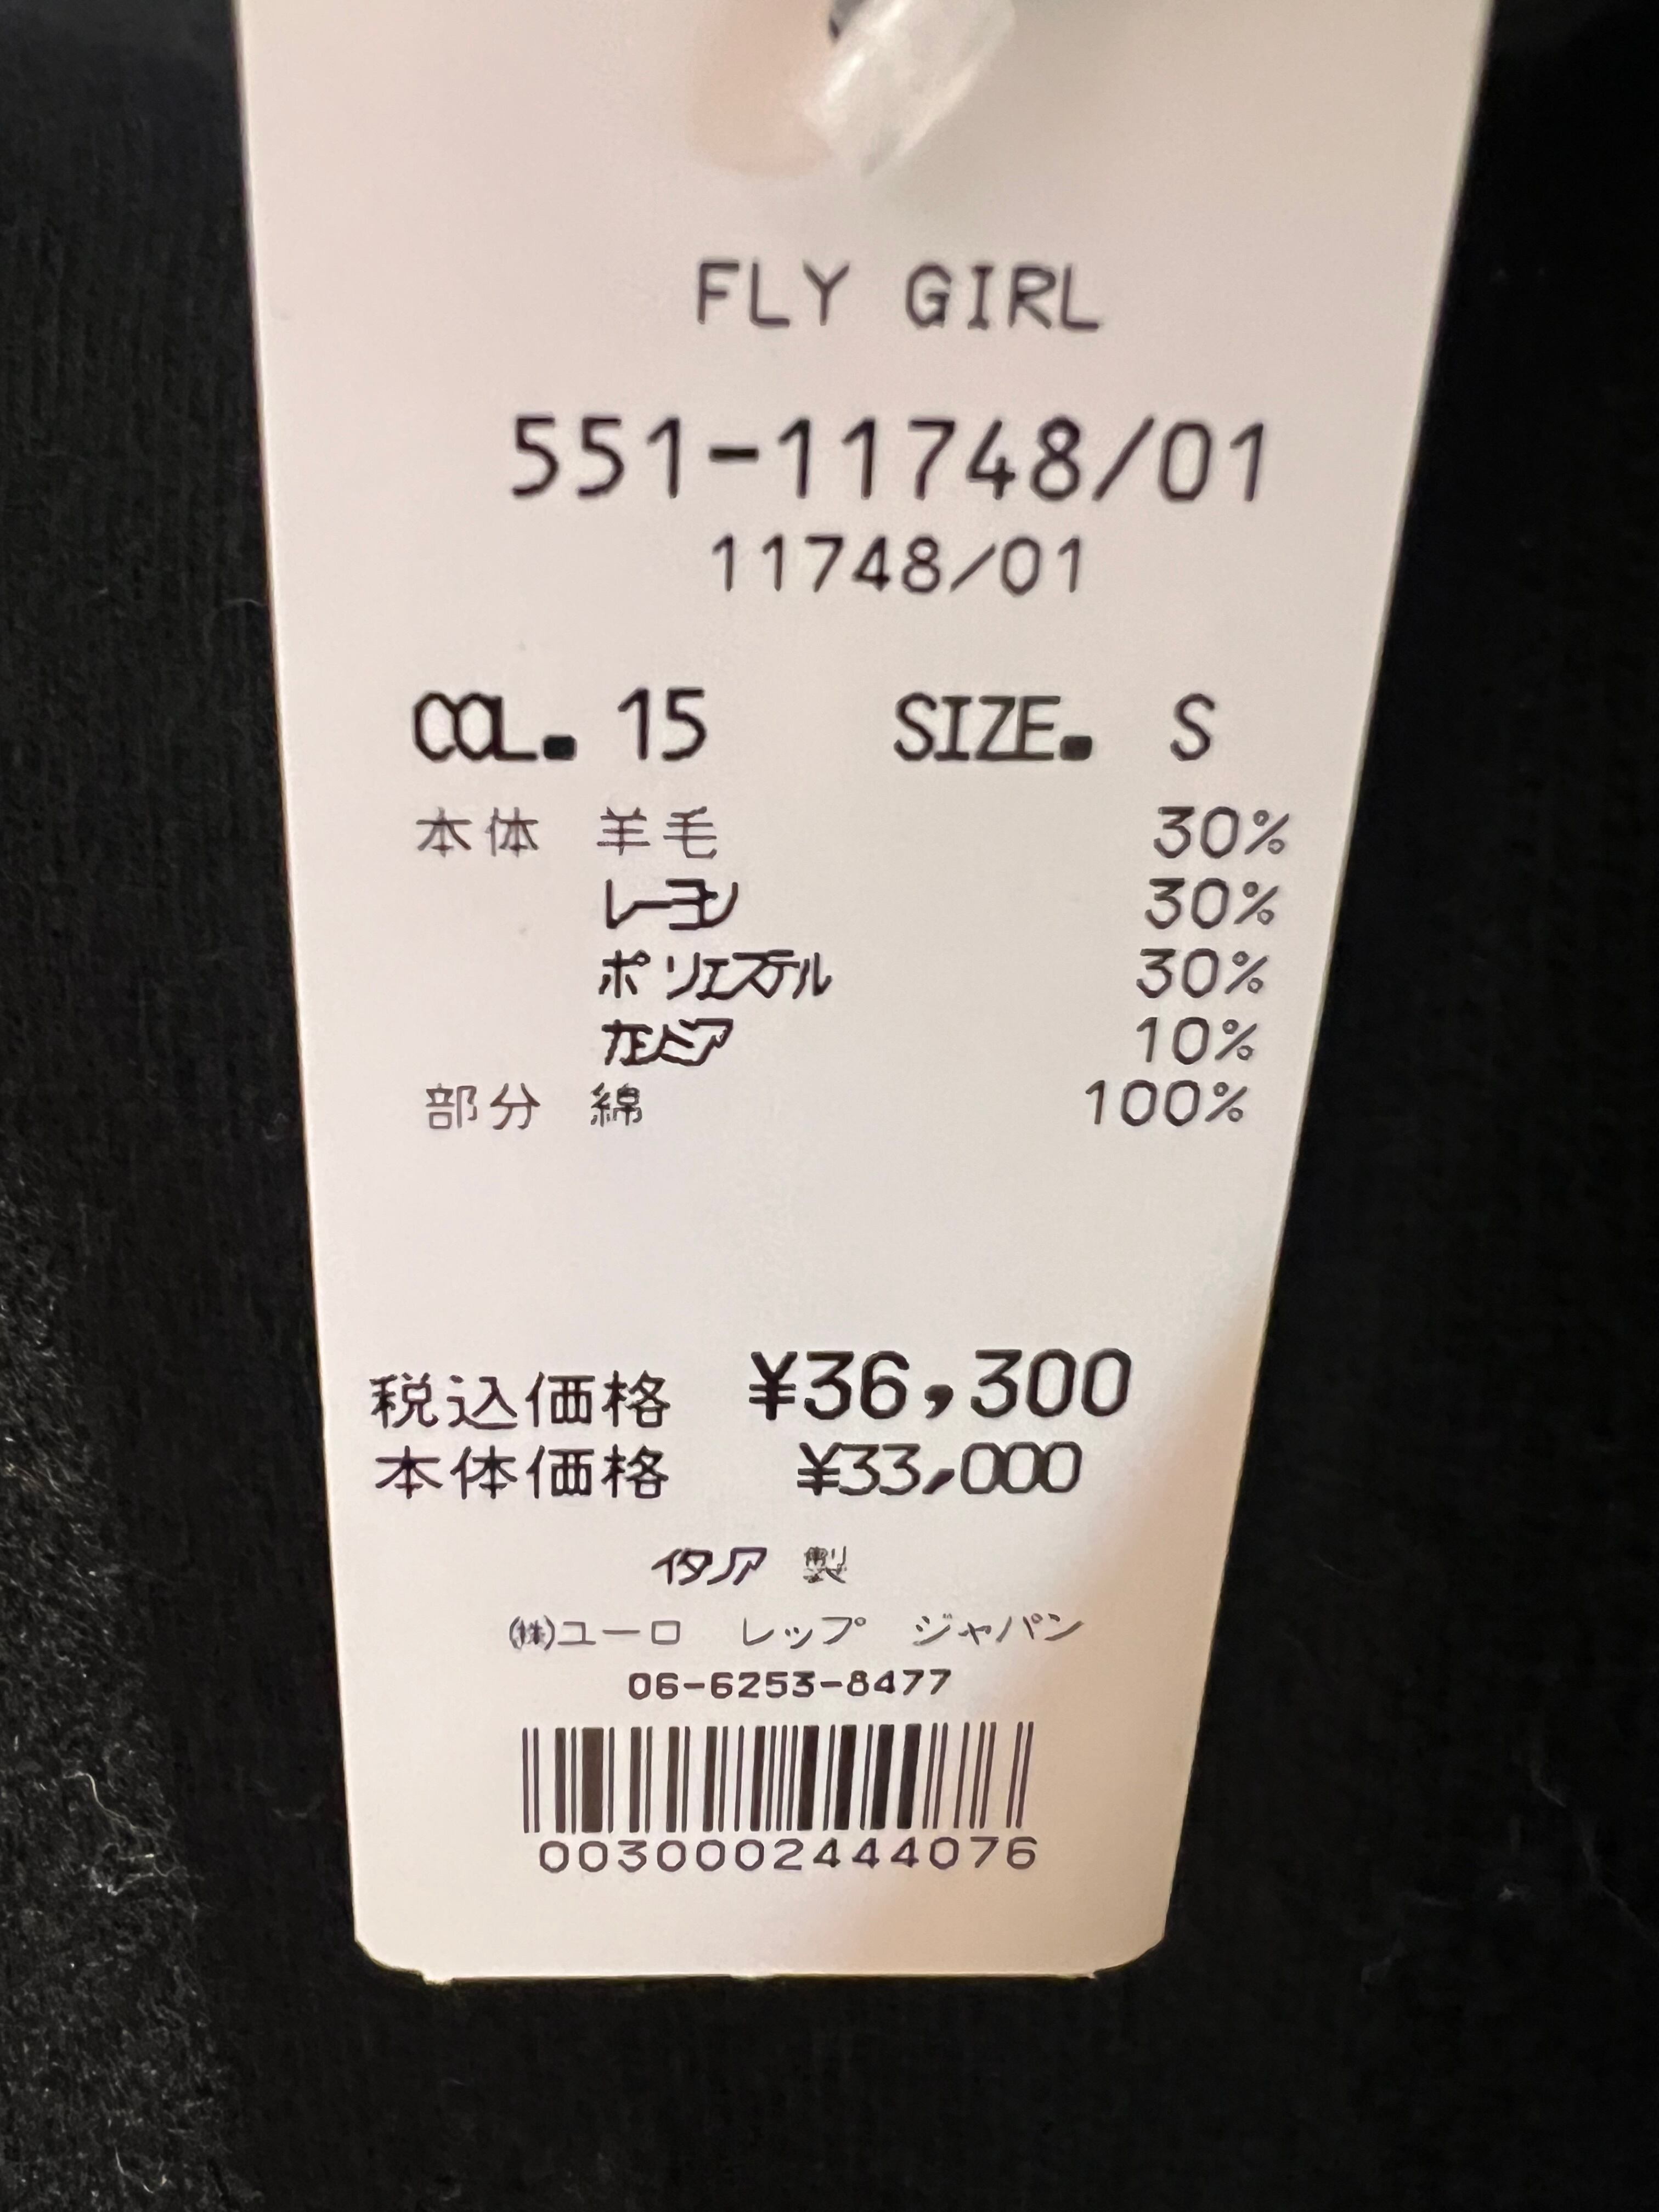 FLY GIRL
551-11748/01
11748/01
COL. 15 SIZE. S
本体 羊毛 30%
レーヨン 30%
ポリエステル 30%
カシミア 10%
部分 綿 100%
税込価格 ¥36,300
本体価格 ¥33,000
イタリア 製
㈱ユーロ レップ ジャパン
06-6253-8477
0030002444076